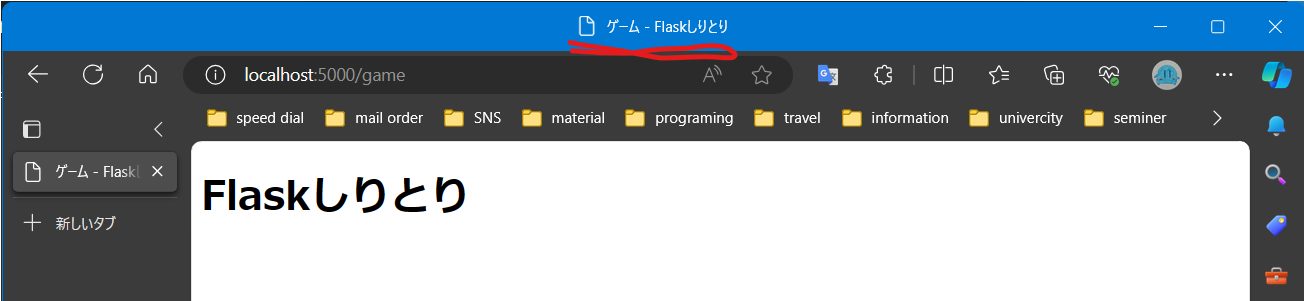 ゲーム - Flaskしりとり
localhost:5000/game
speed dial mail order SNS material programing travel information univercity seminer
ゲーム - Flask
新しいタブ
Flaskしりとり